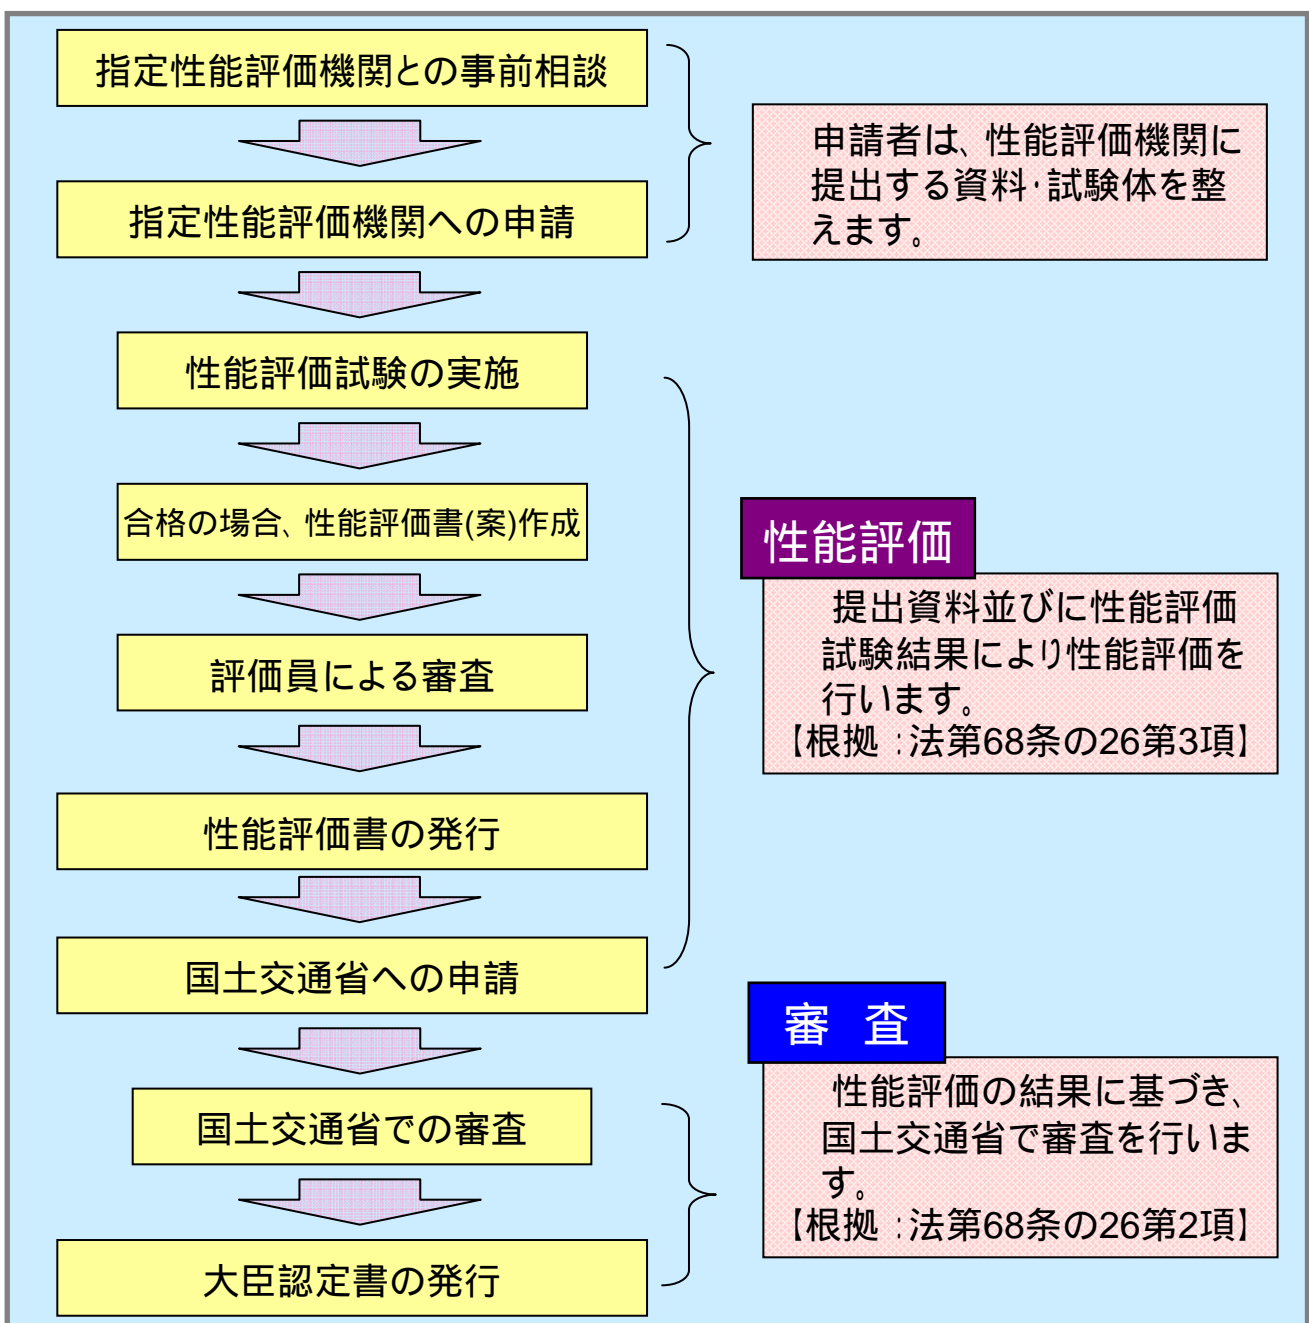 指定性能評価機関との事前相談
指定性能評価機関への申請
申請者は、性能評価機関に
提出する資料・試験体を整
えます。
性能評価試験の実施
合格の場合、性能評価書(案)作成
評価員による審査
性能評価書の発行
国土交通省への申請
性能評価
提出資料並びに性能評価
試験結果により性能評価を
行います。
【根拠：法第68条の26第3項】
国土交通省での審査
大臣認定書の発行
審 査
性能評価の結果に基づき、
国土交通省で審査を行いま
す。
【根拠：法第68条の26第2項】